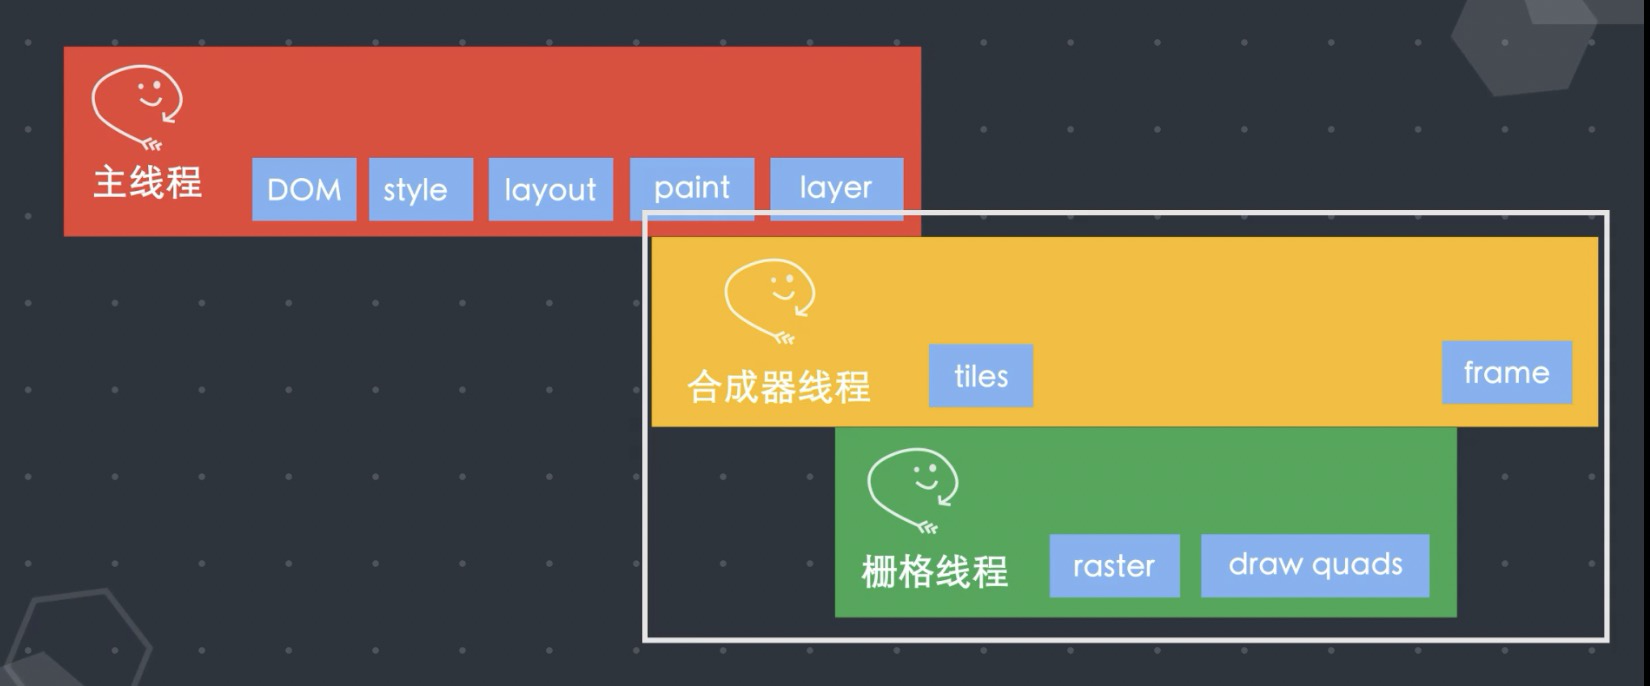 主线程
DOM
style
layout
paint
layer
合成器线程
tiles
frame
栅格线程
raster
draw quads